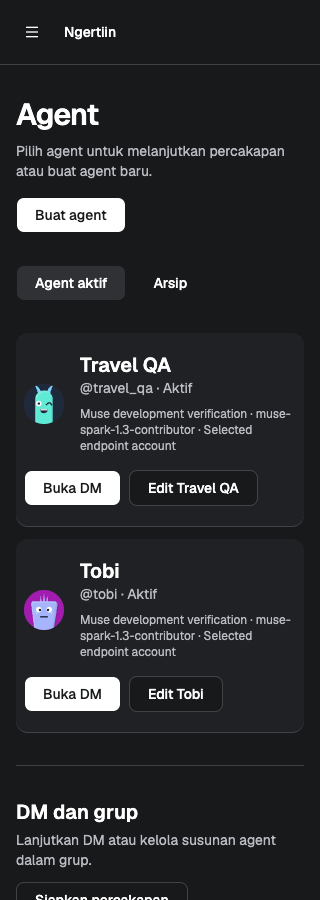 Ngertiin
Agent
Pilih agent untuk melanjutkan percakapan
atau buat agent baru.
Buat agent
Agent aktif
Arsip
Travel QA
@travel_qa · Aktif
Muse development verification · muse-
spark-1.3-contributor · Selected
endpoint account
Buka DM
Edit Travel QA
Tobi
@tobi · Aktif
Muse development verification · muse-
spark-1.3-contributor · Selected
endpoint account
Buka DM
Edit Tobi
DM dan grup
Lanjutkan DM atau kelola susunan agent
dalam grup.
Siapkan percakapan